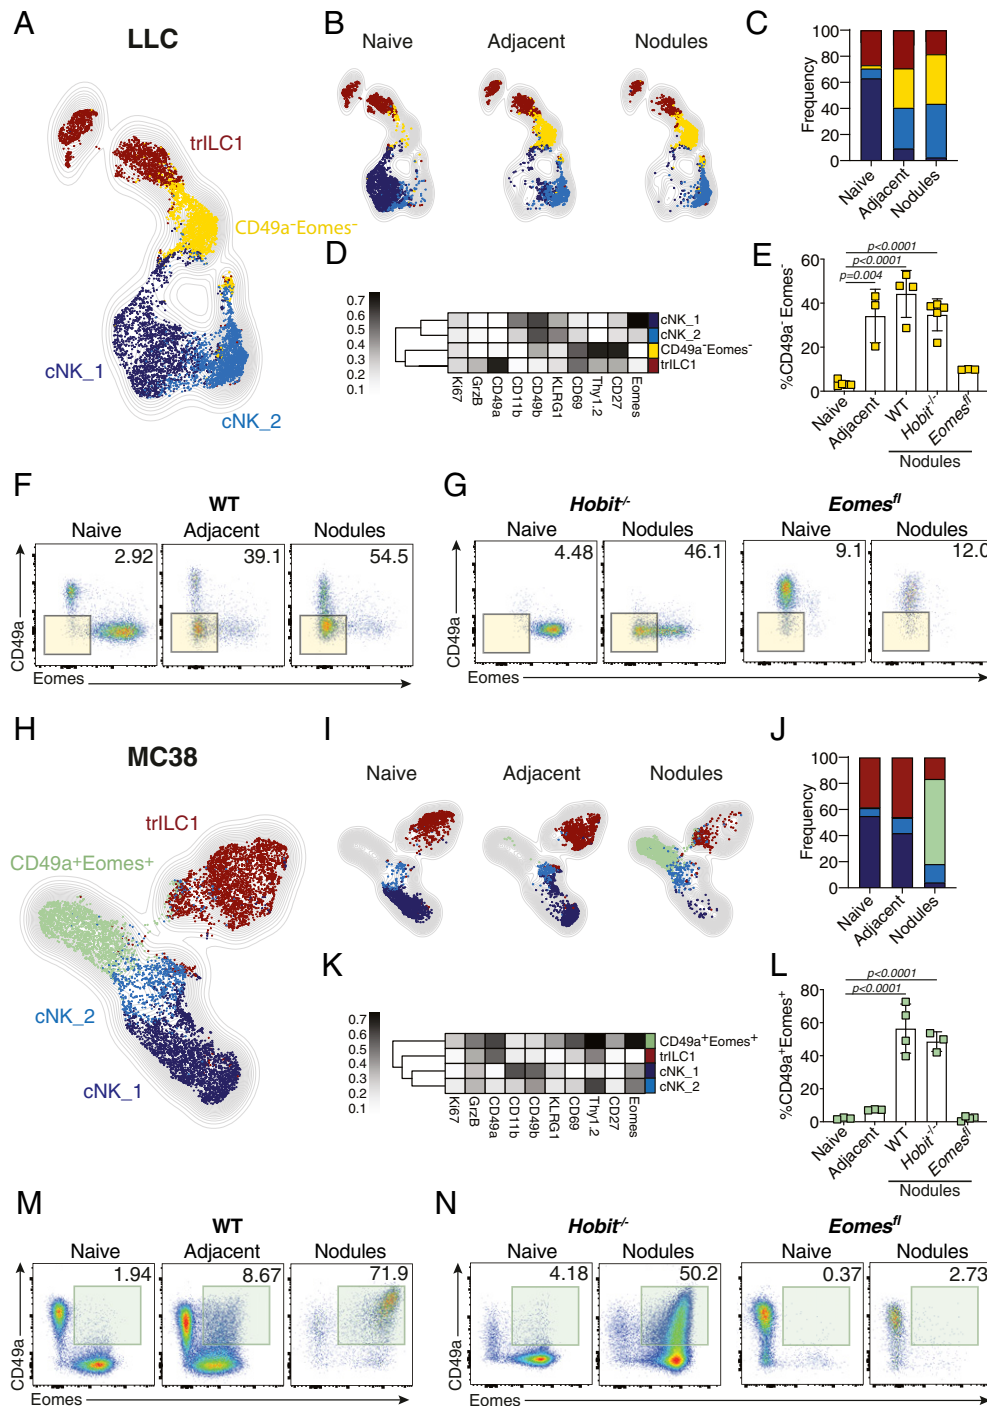 A
LLC
trILC1
CD49a-Eomes-
cNK_1
cNK_2
B
Naive
Adjacent
Nodules
C
Frequency
100
80
60
40
20
0
Naive
Adjacent
Nodules
D
0.7
0.6
0.5
0.4
0.3
0.2
0.1
cNK_1
cNK_2
CD49a-Eomes-
trILC1
Ki67
GrzB
CD49a
CD11b
CD49b
KLRG1
CD69
Thy1.2
CD27
Eomes
E
%CD49a- Eomes-
60
40
20
0
p<0.0001
p<0.0001
p=0.004
Naive
Adjacent
WT
Hobit-/-
Eomesfl
Nodules
F
WT
Naive
Adjacent
Nodules
2.92
39.1
54.5
CD49a
Eomes
G
Hobit-/-
Eomesfl
Naive
Nodules
Naive
Nodules
4.48
46.1
9.1
12.0
CD49a
Eomes
H
MC38
trILC1
CD49a+Eomes+
cNK_2
cNK_1
I
Naive
Adjacent
Nodules
J
Frequency
100
80
60
40
20
0
Naive
Adjacent
Nodules
K
0.7
0.6
0.5
0.4
0.3
0.2
0.1
CD49a+Eomes+
trILC1
cNK_1
cNK_2
Ki67
GrzB
CD49a
CD11b
CD49b
KLRG1
CD69
Thy1.2
CD27
Eomes
L
%CD49a+Eomes+
80
60
40
20
0
p<0.0001
p<0.0001
Naive
Adjacent
WT
Hobit-/-
Eomesfl
Nodules
M
WT
Naive
Adjacent
Nodules
1.94
8.67
71.9
CD49a
Eomes
N
Hobit-/-
Eomesfl
Naive
Nodules
Naive
Nodules
4.18
50.2
0.37
2.73
CD49a
Eomes